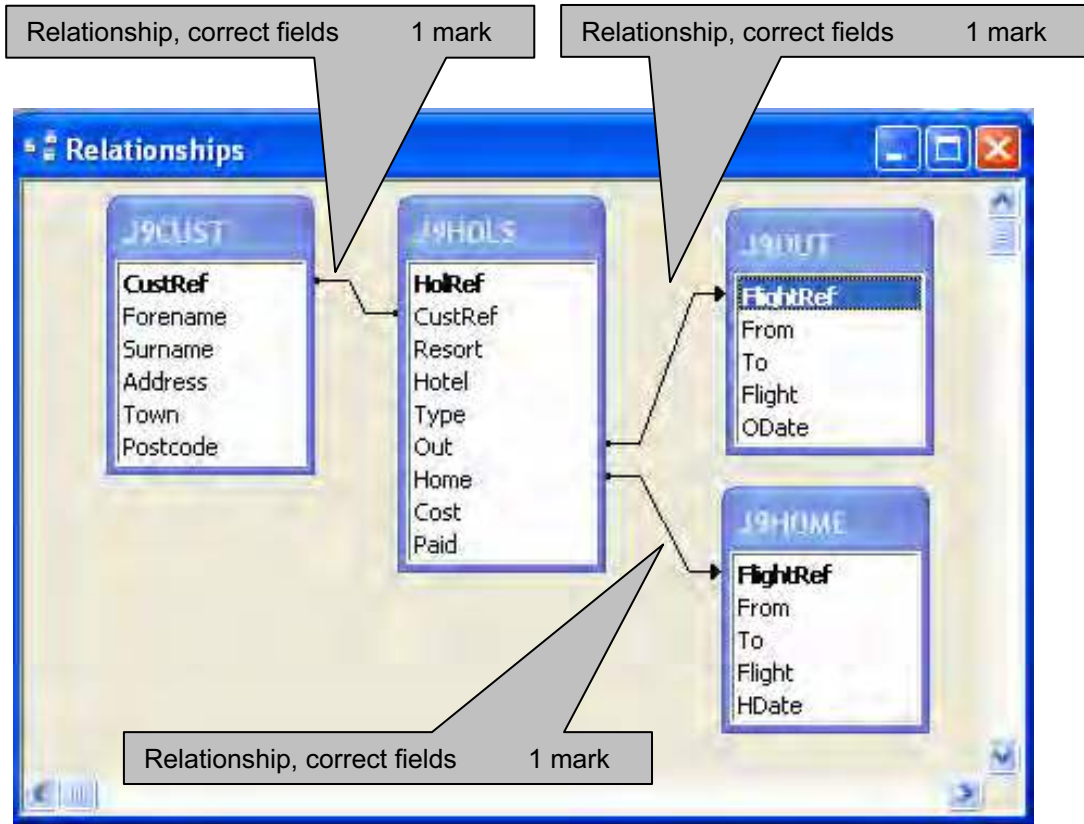 Relationship, correct fields 1 mark
Relationship, correct fields 1 mark
Relationships
J9CUST
CustRef
Forename
Surname
Address
Town
Postcode
J9HOLS
HolRef
CustRef
Resort
Hotel
Type
Out
Home
Cost
Paid
J9OUT
FlightRef
From
To
Flight
ODate
J9HOME
FlightRef
From
To
Flight
HDate
Relationship, correct fields 1 mark